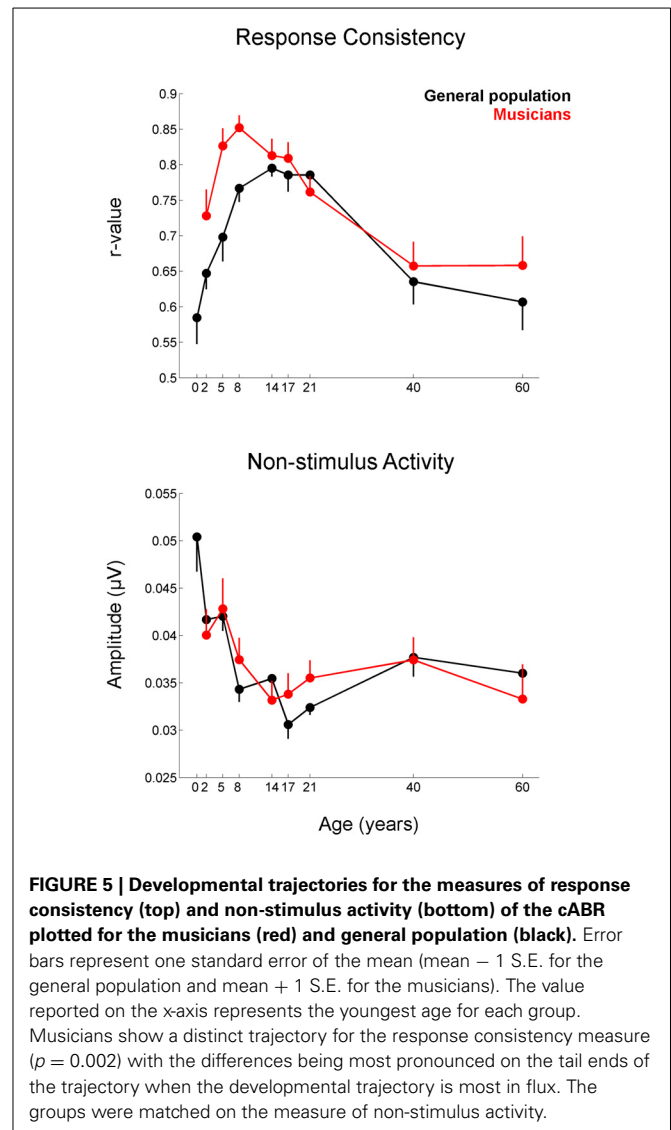 Response Consistency
General population
Musicians
0.9
0.85
0.8
0.75
0.7
0.65
0.6
0.55
0.5
r-value
0 2 5 8 14 17 21 40 60
Non-stimulus Activity
0.055
0.05
0.045
0.04
0.035
0.03
0.025
Amplitude (µV)
0 2 5 8 14 17 21 40 60
Age (years)
FIGURE 5 | Developmental trajectories for the measures of response
consistency (top) and non-stimulus activity (bottom) of the cABR
plotted for the musicians (red) and general population (black). Error
bars represent one standard error of the mean (mean − 1 S.E. for the
general population and mean + 1 S.E. for the musicians). The value
reported on the x-axis represents the youngest age for each group.
Musicians show a distinct trajectory for the response consistency measure
(p = 0.002) with the differences being most pronounced on the tail ends of
the trajectory when the developmental trajectory is most in flux. The
groups were matched on the measure of non-stimulus activity.